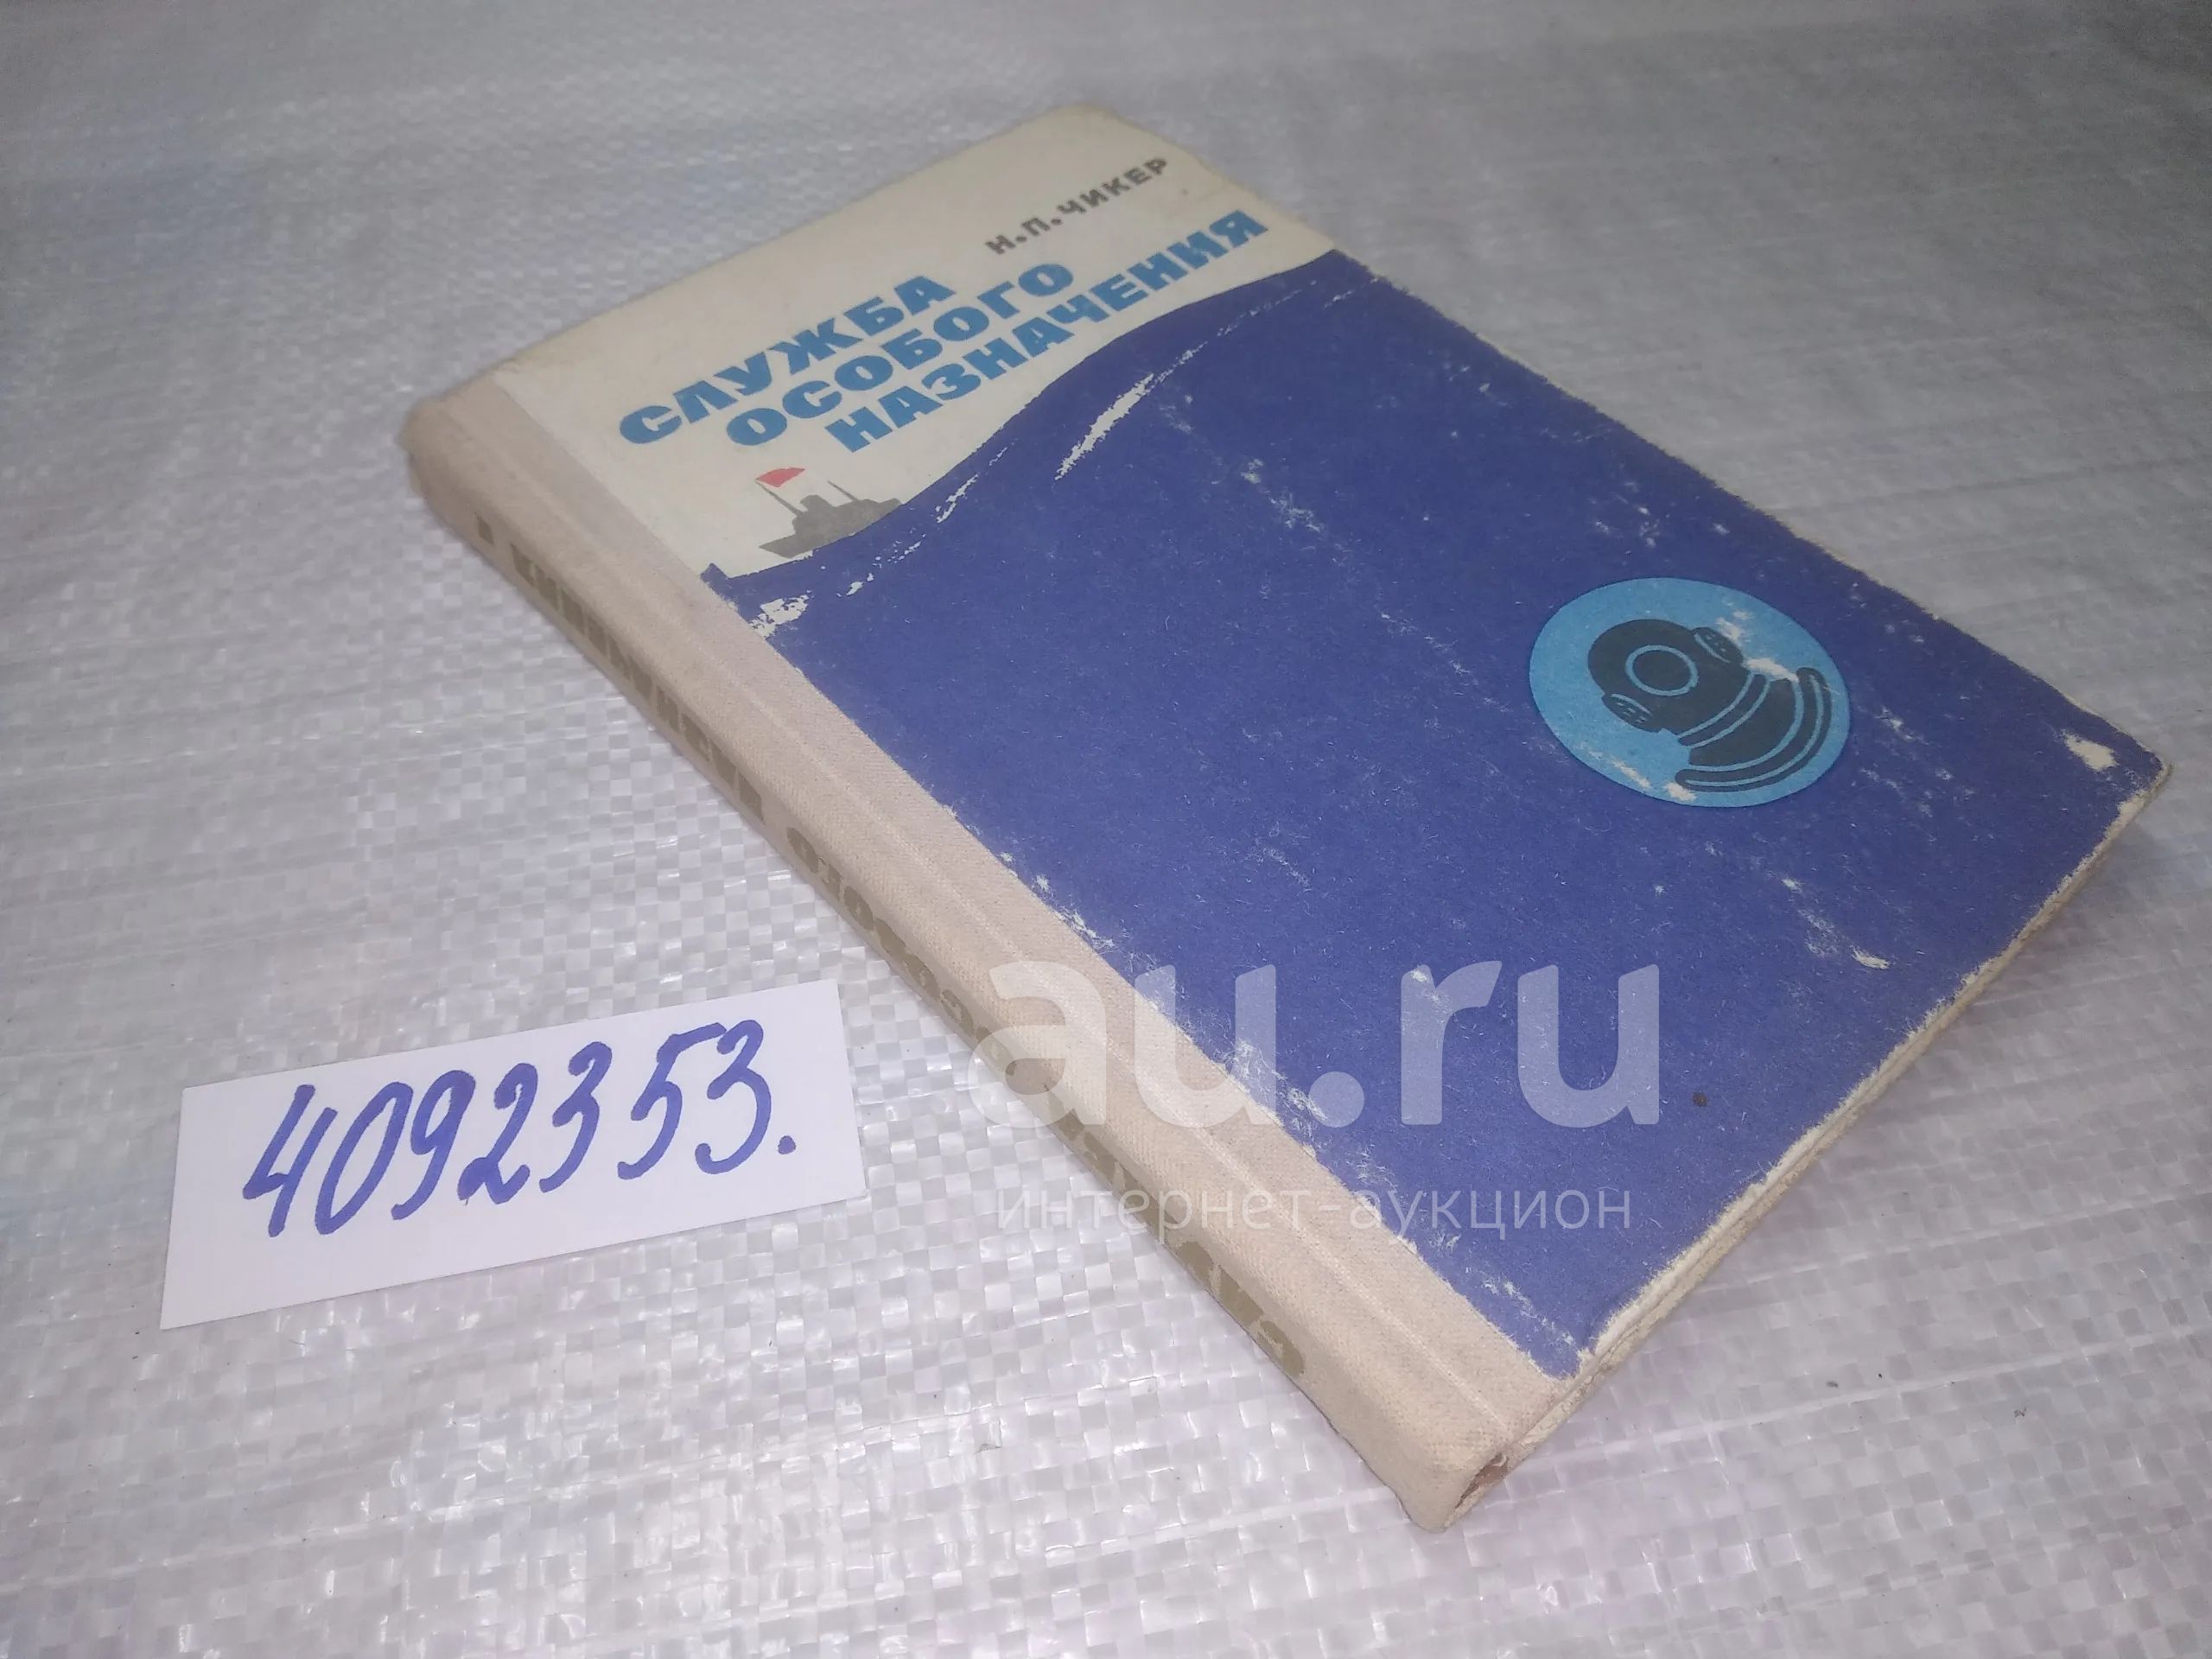 Н.П.ЧИКЕР
СЛУЖБА
ОСОБОГО
НАЗНАЧЕНИЯ
4092353.
au.ru
интернет-аукцион